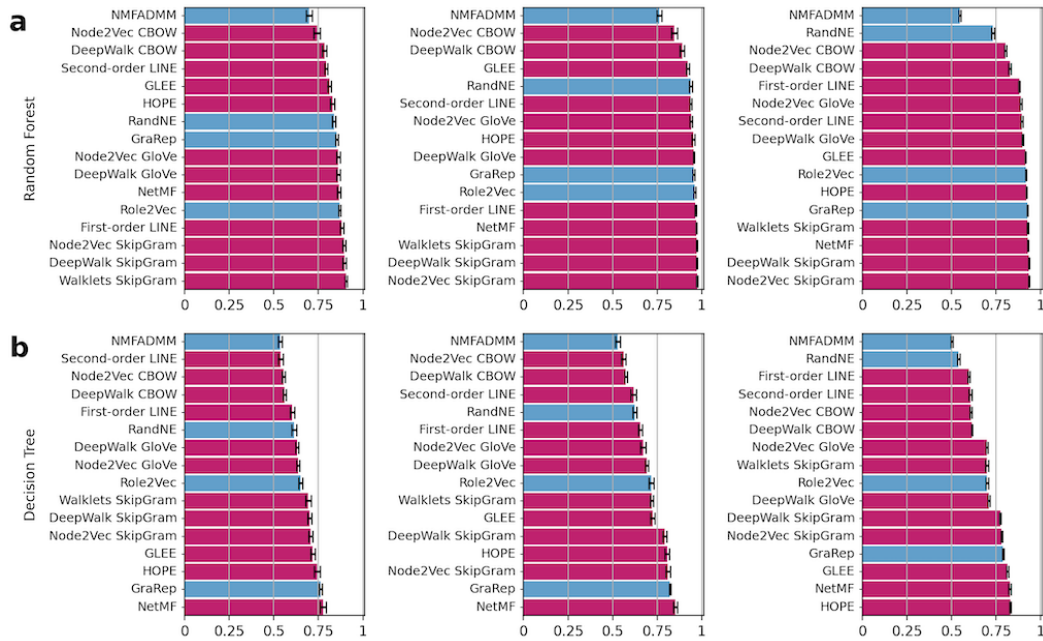 a
Random Forest
NMFADMM
Node2Vec CBOW
DeepWalk CBOW
Second-order LINE
GLEE
HOPE
RandNE
GraRep
Node2Vec GloVe
DeepWalk GloVe
NetMF
Role2Vec
First-order LINE
Node2Vec SkipGram
DeepWalk SkipGram
Walklets SkipGram
0 0.25 0.5 0.75 1
NMFADMM
Node2Vec CBOW
DeepWalk CBOW
GLEE
RandNE
Second-order LINE
Node2Vec GloVe
HOPE
DeepWalk GloVe
GraRep
Role2Vec
First-order LINE
NetMF
Walklets SkipGram
DeepWalk SkipGram
Node2Vec SkipGram
0 0.25 0.5 0.75 1
NMFADMM
RandNE
Node2Vec CBOW
DeepWalk CBOW
First-order LINE
Node2Vec GloVe
Second-order LINE
DeepWalk GloVe
GLEE
Role2Vec
HOPE
GraRep
Walklets SkipGram
NetMF
DeepWalk SkipGram
Node2Vec SkipGram
0 0.25 0.5 0.75 1
b
Decision Tree
NMFADMM
Second-order LINE
Node2Vec CBOW
DeepWalk CBOW
First-order LINE
RandNE
DeepWalk GloVe
Node2Vec GloVe
Role2Vec
Walklets SkipGram
DeepWalk SkipGram
Node2Vec SkipGram
GLEE
HOPE
GraRep
NetMF
0 0.25 0.5 0.75 1
NMFADMM
Node2Vec CBOW
DeepWalk CBOW
Second-order LINE
RandNE
First-order LINE
Node2Vec GloVe
DeepWalk GloVe
Role2Vec
Walklets SkipGram
GLEE
DeepWalk SkipGram
HOPE
Node2Vec SkipGram
GraRep
NetMF
0 0.25 0.5 0.75 1
NMFADMM
RandNE
First-order LINE
Second-order LINE
Node2Vec CBOW
DeepWalk CBOW
Node2Vec GloVe
Walklets SkipGram
Role2Vec
DeepWalk GloVe
DeepWalk SkipGram
Node2Vec SkipGram
GraRep
GLEE
NetMF
HOPE
0 0.25 0.5 0.75 1